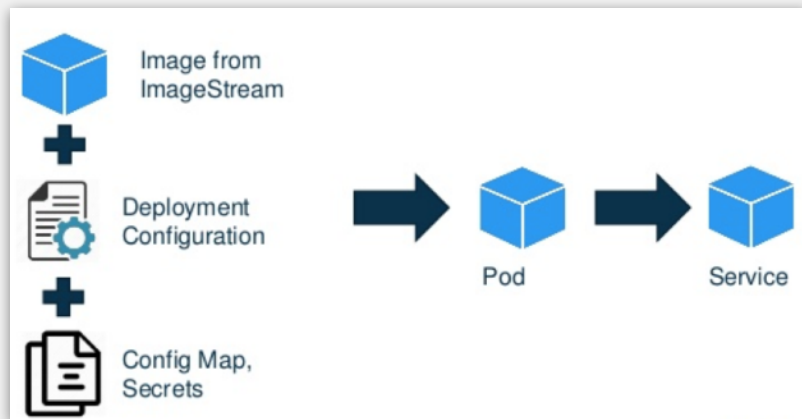 Image from
ImageStream
Deployment
Configuration
Pod
Service
Config Map,
Secrets